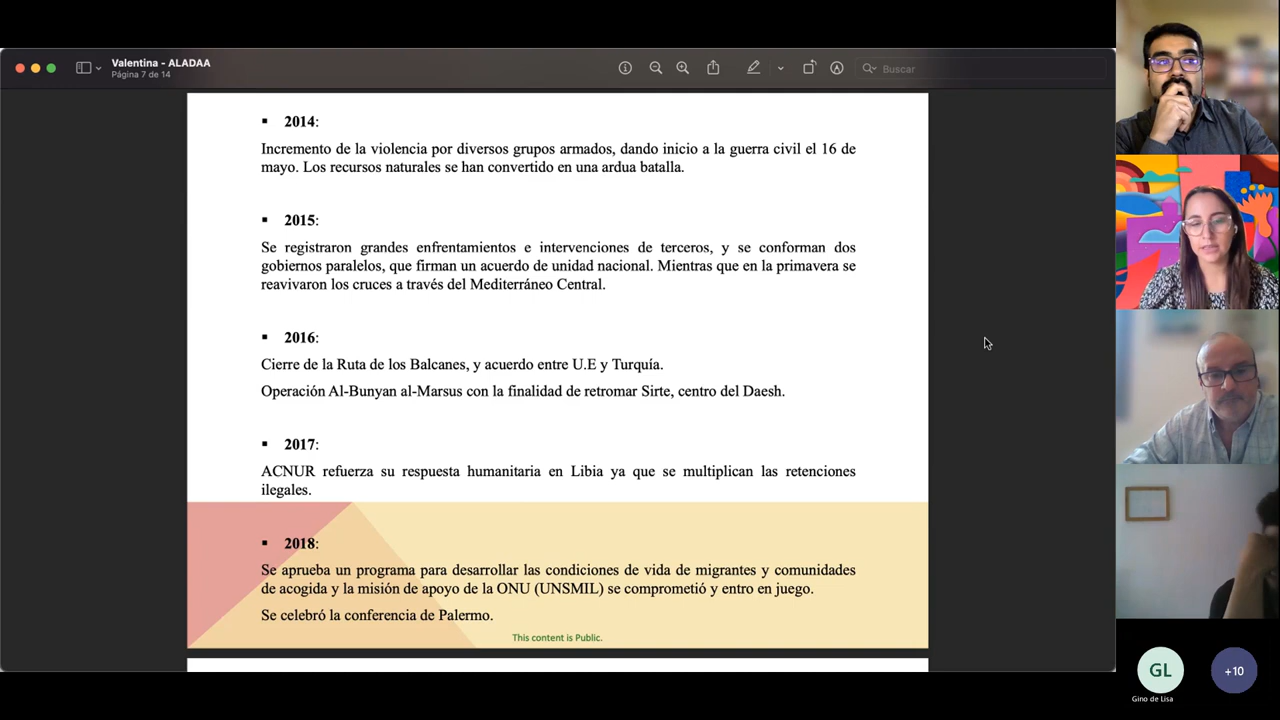 Valentina - ALADAA
Página 7 de 14
Buscar
▪ 2014:
Incremento de la violencia por diversos grupos armados, dando inicio a la guerra civil el 16 de
mayo. Los recursos naturales se han convertido en una ardua batalla.
▪ 2015:
Se registraron grandes enfrentamientos e intervenciones de terceros, y se conforman dos
gobiernos paralelos, que firman un acuerdo de unidad nacional. Mientras que en la primavera se
reavivaron los cruces a través del Mediterráneo Central.
▪ 2016:
Cierre de la Ruta de los Balcanes, y acuerdo entre U.E y Turquía.
Operación Al-Bunyan al-Marsus con la finalidad de retromar Sirte, centro del Daesh.
▪ 2017:
ACNUR refuerza su respuesta humanitaria en Libia ya que se multiplican las retenciones
ilegales.
▪ 2018:
Se aprueba un programa para desarrollar las condiciones de vida de migrantes y comunidades
de acogida y la misión de apoyo de la ONU (UNSMIL) se comprometió y entro en juego.
Se celebró la conferencia de Palermo.
This content is Public.
GL
Gino de Lisa
+10